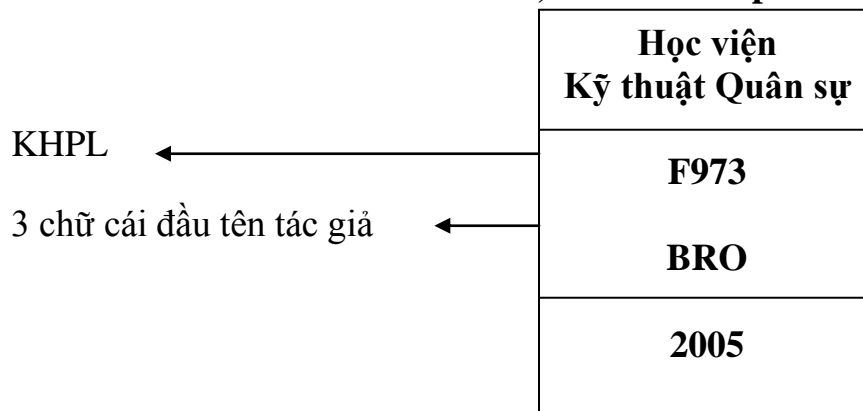 Học viện
Kỹ thuật Quân sự
KHPL
F973
3 chữ cái đầu tên tác giả
BRO
2005